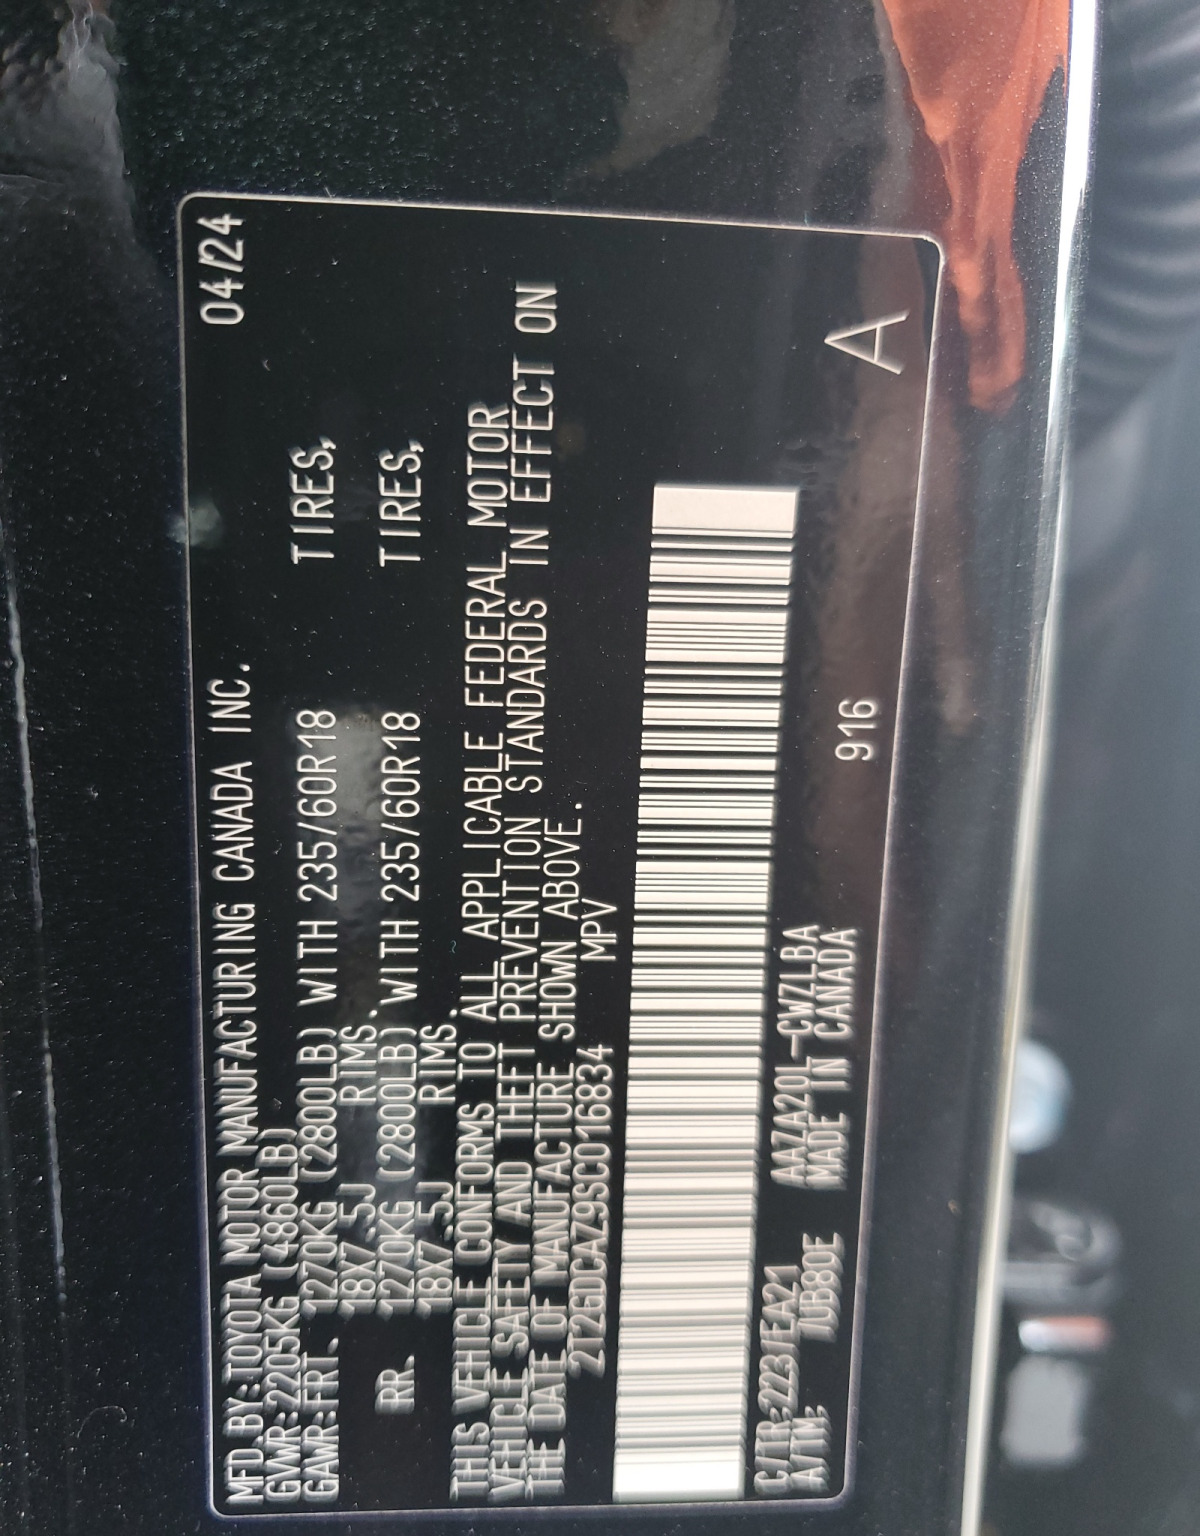 MFD.BY:TOYOTA MOTOR MANUFACTURING CANADA INC. 04/24
GVWR:2205KG (4860LB)
GAWR:FRT. 1270KG (2800LB) WITH 235/60R18 TIRES,
18X7.5J RIMS.
RR. 1270KG (2800LB) WITH 235/60R18 TIRES,
18X7.5J RIMS.
THIS VEHICLE CONFORMS TO ALL APPLICABLE FEDERAL MOTOR
VEHICLE SAFETY AND THEFT PREVENTION STANDARDS IN EFFECT ON
THE DATE OF MANUFACTURE SHOWN ABOVE.
2T2GDCAZ9SC016834 MPV
C/TR:223/EA21 AAZA20L-CWZLBA
A/TM: /UB80E MADE IN CANADA 916 A